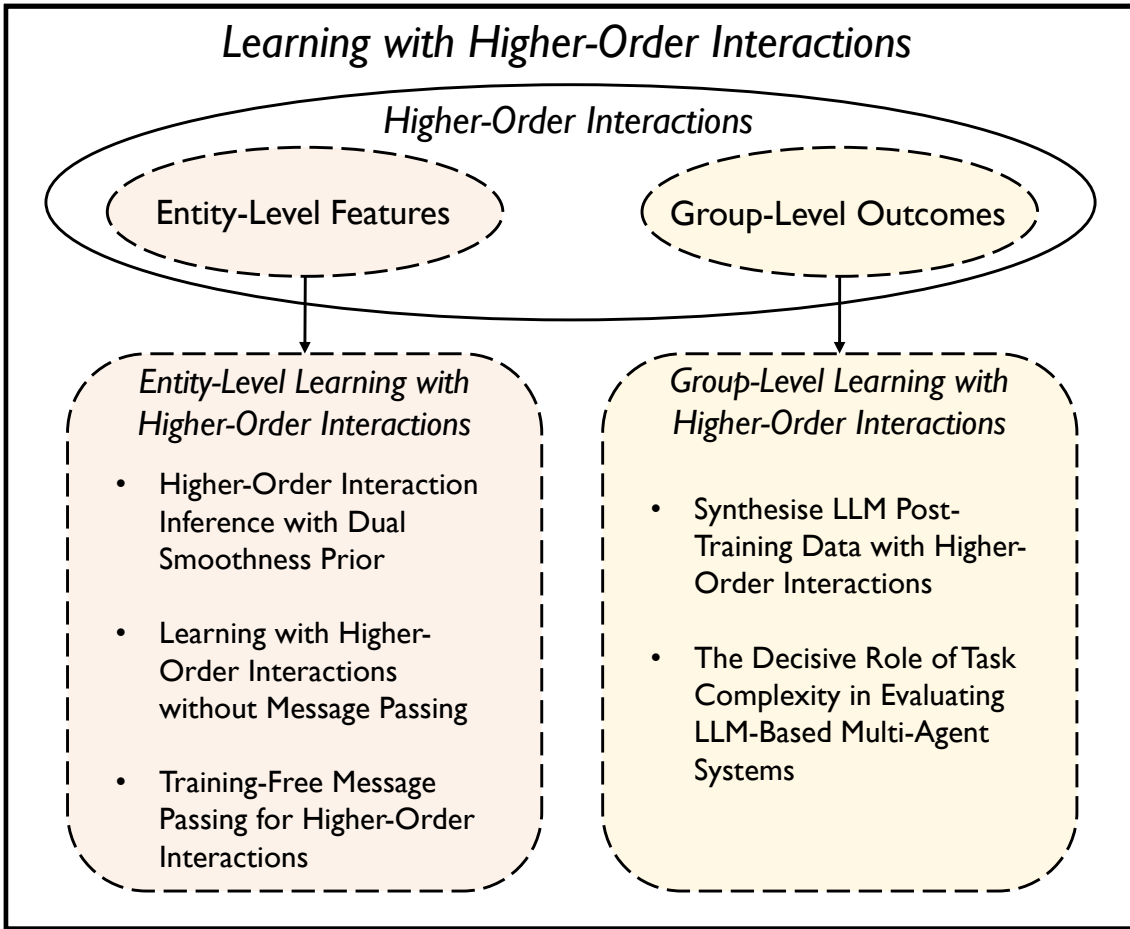 Learning with Higher-Order Interactions
Higher-Order Interactions
Entity-Level Features
Group-Level Outcomes
Entity-Level Learning with
Higher-Order Interactions
• Higher-Order Interaction
Inference with Dual
Smoothness Prior
• Learning with Higher-
Order Interactions
without Message Passing
• Training-Free Message
Passing for Higher-Order
Interactions
Group-Level Learning with
Higher-Order Interactions
• Synthesise LLM Post-
Training Data with Higher-
Order Interactions
• The Decisive Role of Task
Complexity in Evaluating
LLM-Based Multi-Agent
Systems